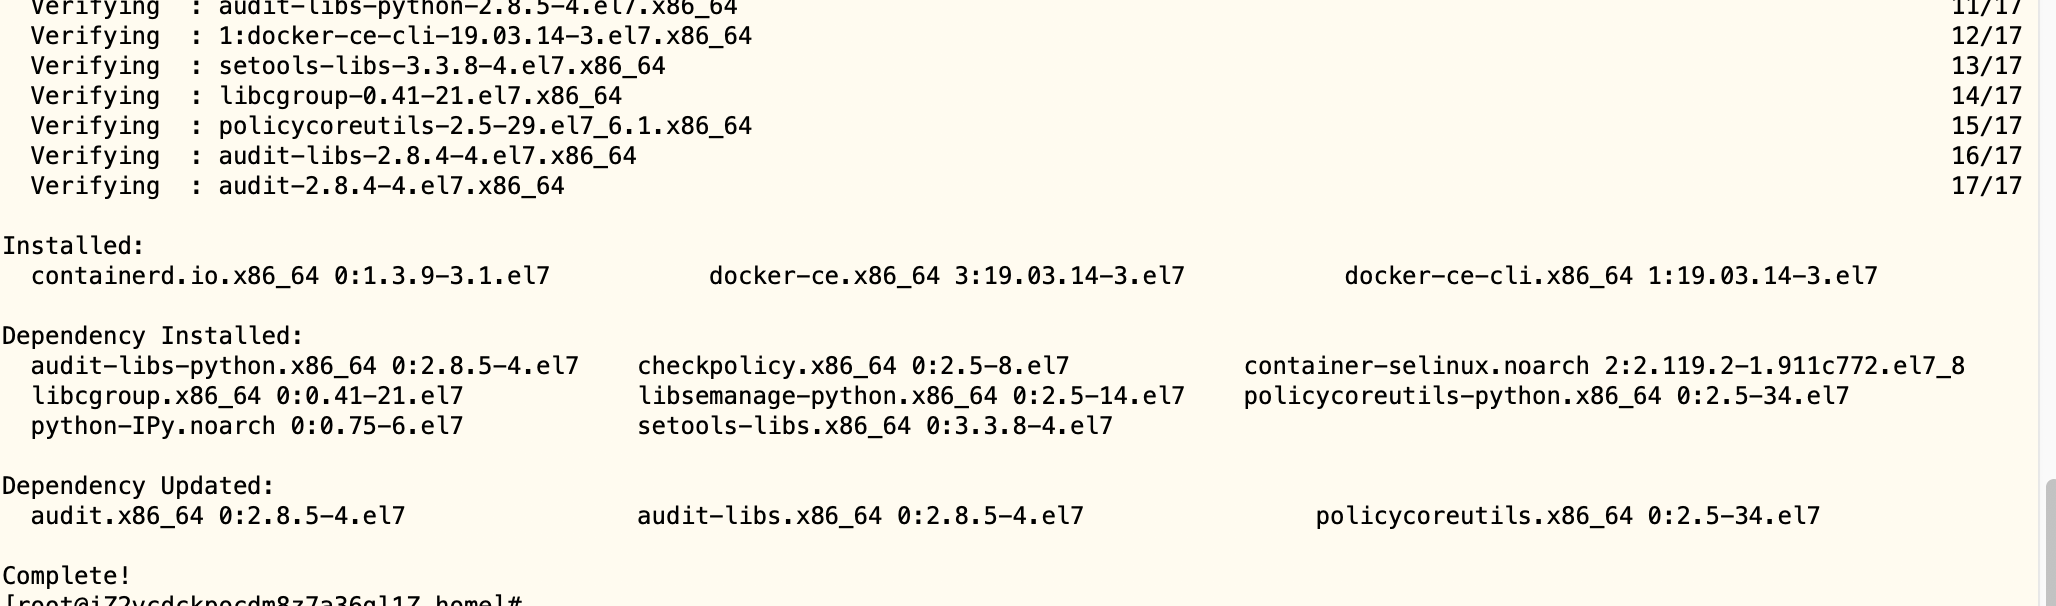 Verifying  : audit-libs-python-2.8.5-4.el7.x86_64 11/17
Verifying  : 1:docker-ce-cli-19.03.14-3.el7.x86_64 12/17
Verifying  : setools-libs-3.3.8-4.el7.x86_64 13/17
Verifying  : libcgroup-0.41-21.el7.x86_64 14/17
Verifying  : policycoreutils-2.5-29.el7_6.1.x86_64 15/17
Verifying  : audit-libs-2.8.4-4.el7.x86_64 16/17
Verifying  : audit-2.8.4-4.el7.x86_64 17/17
Installed:
containerd.io.x86_64 0:1.3.9-3.1.el7 docker-ce.x86_64 3:19.03.14-3.el7 docker-ce-cli.x86_64 1:19.03.14-3.el7
Dependency Installed:
audit-libs-python.x86_64 0:2.8.5-4.el7 checkpolicy.x86_64 0:2.5-8.el7 container-selinux.noarch 2:2.119.2-1.911c772.el7_8
libcgroup.x86_64 0:0.41-21.el7 libsemanage-python.x86_64 0:2.5-14.el7 policycoreutils-python.x86_64 0:2.5-34.el7
python-IPy.noarch 0:0.75-6.el7 setools-libs.x86_64 0:3.3.8-4.el7
Dependency Updated:
audit.x86_64 0:2.8.5-4.el7 audit-libs.x86_64 0:2.8.5-4.el7 policycoreutils.x86_64 0:2.5-34.el7
Complete!
home]#